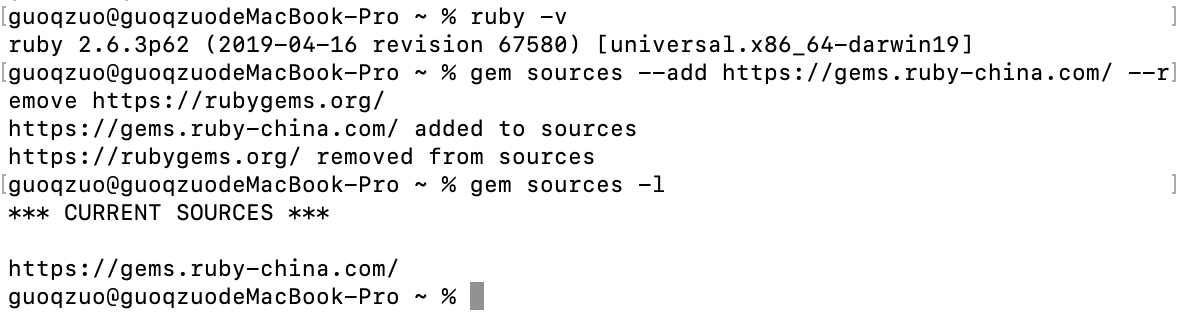 [guoqzuo@guoqzuodeMacBook-Pro ~ % ruby -v ]
ruby 2.6.3p62 (2019-04-16 revision 67580) [universal.x86_64-darwin19]
[guoqzuo@guoqzuodeMacBook-Pro ~ % gem sources --add https://gems.ruby-china.com/ --r]
emove https://rubygems.org/
https://gems.ruby-china.com/ added to sources
https://rubygems.org/ removed from sources
[guoqzuo@guoqzuodeMacBook-Pro ~ % gem sources -l ]
*** CURRENT SOURCES ***
https://gems.ruby-china.com/
guoqzuo@guoqzuodeMacBook-Pro ~ %